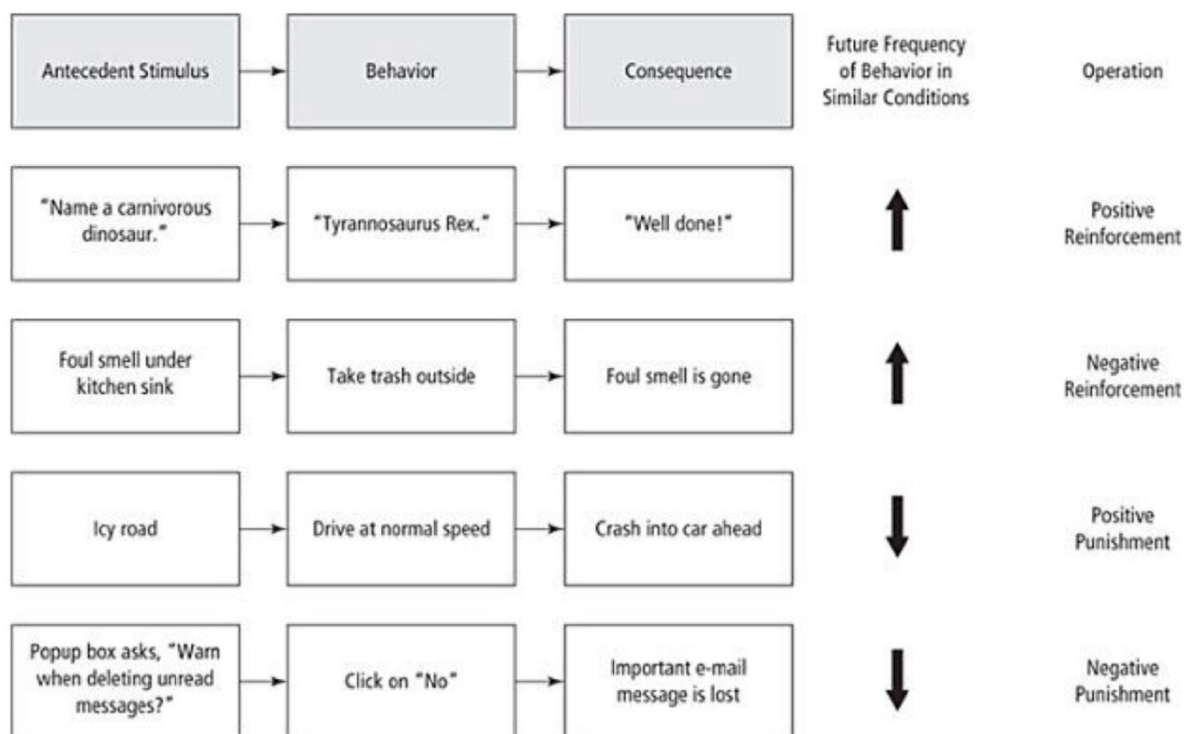 Antecedent Stimulus
Behavior
Consequence
Future Frequency
of Behavior in
Similar Conditions
Operation
"Name a carnivorous
dinosaur."
"Tyrannosaurus Rex."
"Well done!"
Positive
Reinforcement
Foul smell under
kitchen sink
Take trash outside
Foul smell is gone
Negative
Reinforcement
Icy road
Drive at normal speed
Crash into car ahead
Positive
Punishment
Popup box asks, "Warn
when deleting unread
messages?"
Click on "No"
Important e-mail
message is lost
Negative
Punishment